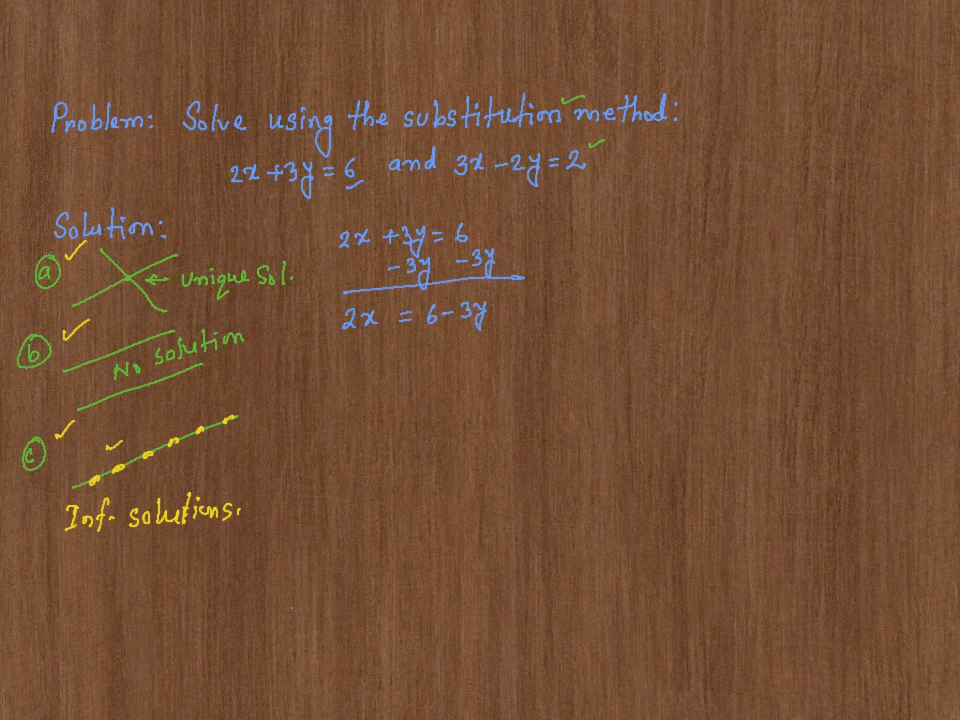 Problem: Solve using the substitution method:
2x + 3y = 6 and 3x - 2y = 2
Solution:
a
← unique Sol.
b
No solution
c
Inf. solutions.
2x + 3y = 6
- 3y - 3y
2x = 6 - 3y